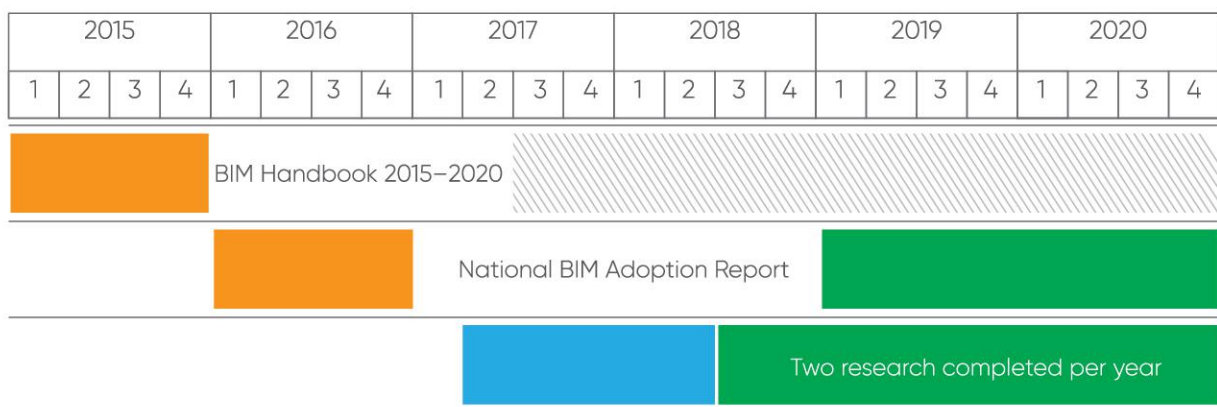 2015 2016 2017 2018 2019 2020
1 2 3 4 1 2 3 4 1 2 3 4 1 2 3 4 1 2 3 4 1 2 3 4
BIM Handbook 2015–2020
National BIM Adoption Report
Two research completed per year